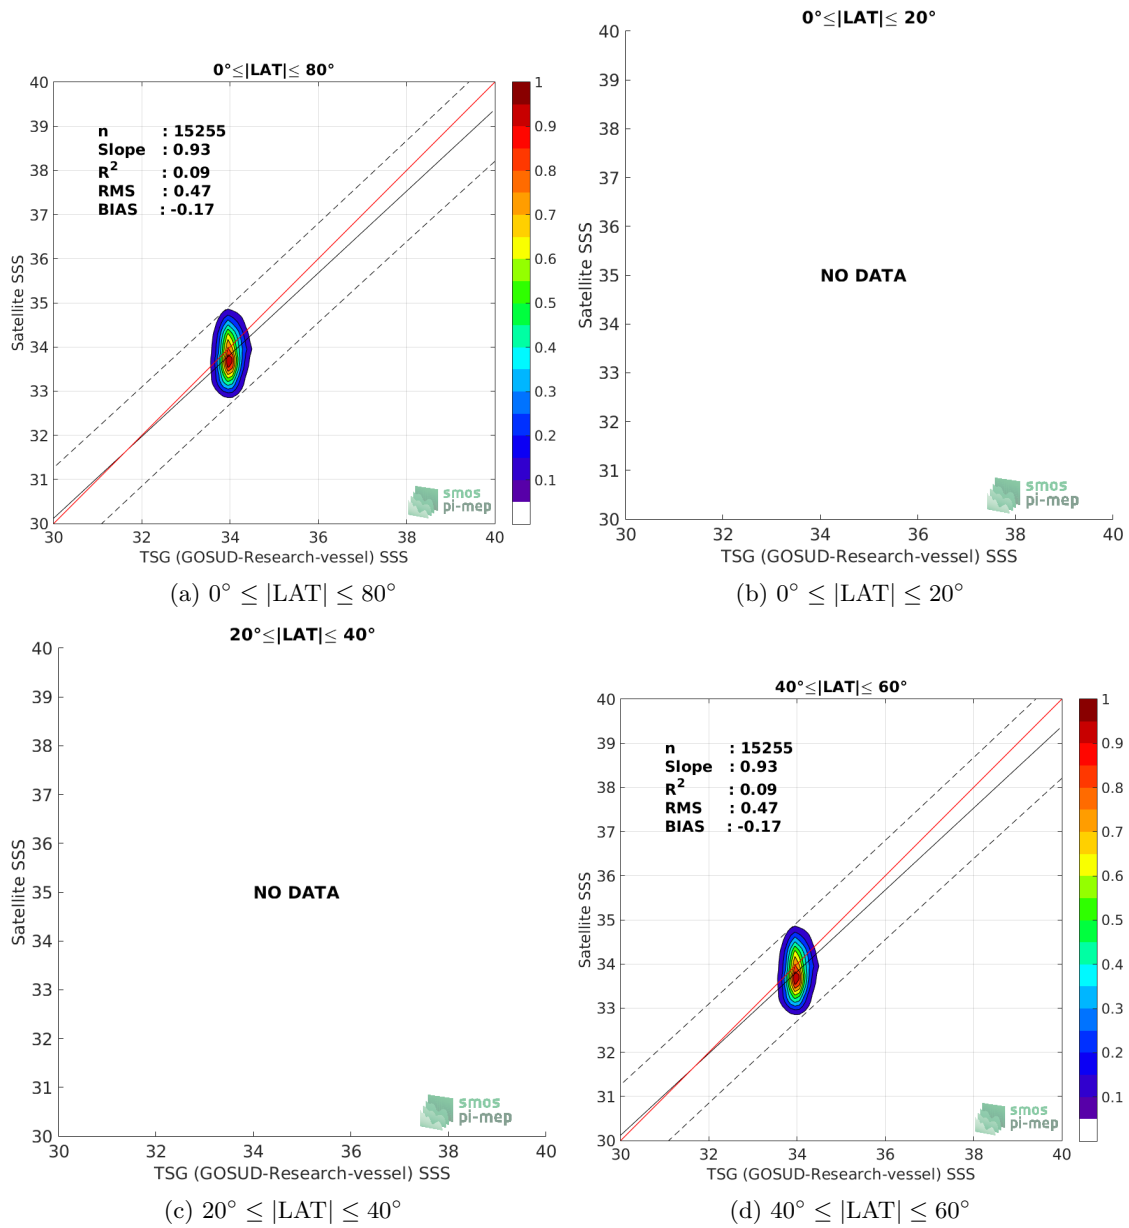 0°≤|LAT|≤ 80°
n : 15255
Slope : 0.93
R² : 0.09
RMS : 0.47
BIAS : -0.17
Satellite SSS
40
39
38
37
36
35
34
33
32
31
30
30 32 34 36 38 40
TSG (GOSUD-Research-vessel) SSS
1
0.9
0.8
0.7
0.6
0.5
0.4
0.3
0.2
0.1
smos
pi-mep
(a) 0° ≤ |LAT| ≤ 80°
0°≤|LAT|≤ 20°
Satellite SSS
40
39
38
37
36
35
34
33
32
31
30
NO DATA
30 32 34 36 38 40
TSG (GOSUD-Research-vessel) SSS
smos
pi-mep
(b) 0° ≤ |LAT| ≤ 20°
20°≤|LAT|≤ 40°
Satellite SSS
40
39
38
37
36
35
34
33
32
31
30
NO DATA
30 32 34 36 38 40
TSG (GOSUD-Research-vessel) SSS
smos
pi-mep
(c) 20° ≤ |LAT| ≤ 40°
40°≤|LAT|≤ 60°
n : 15255
Slope : 0.93
R² : 0.09
RMS : 0.47
BIAS : -0.17
Satellite SSS
40
39
38
37
36
35
34
33
32
31
30
30 32 34 36 38 40
TSG (GOSUD-Research-vessel) SSS
1
0.9
0.8
0.7
0.6
0.5
0.4
0.3
0.2
0.1
smos
pi-mep
(d) 40° ≤ |LAT| ≤ 60°